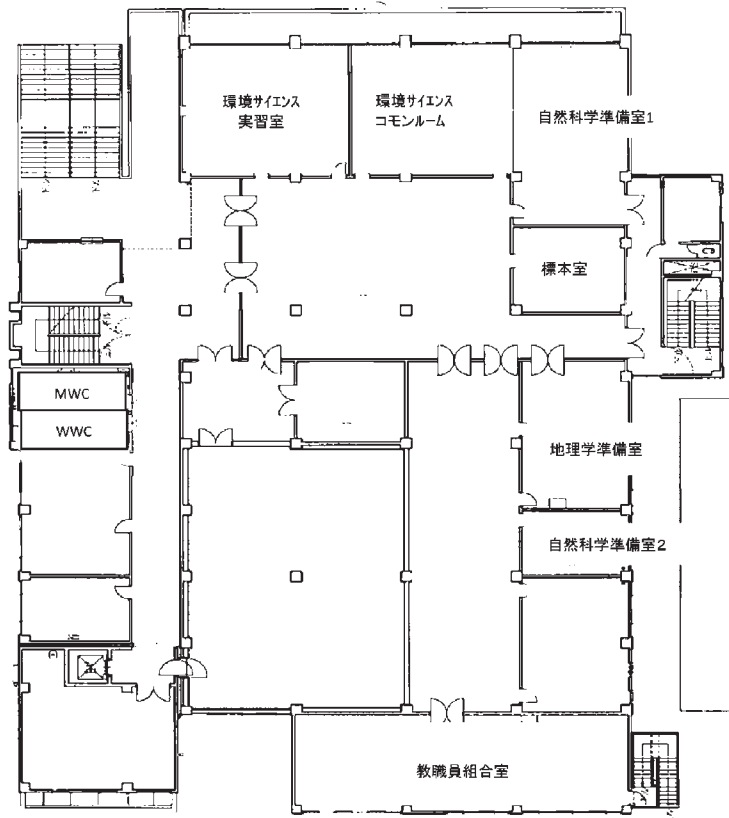 環境サイエンス
実習室
環境サイエンス
コモンルーム
自然科学準備室1
標本室
MWC
WWC
地理学準備室
自然科学準備室2
教職員組合室